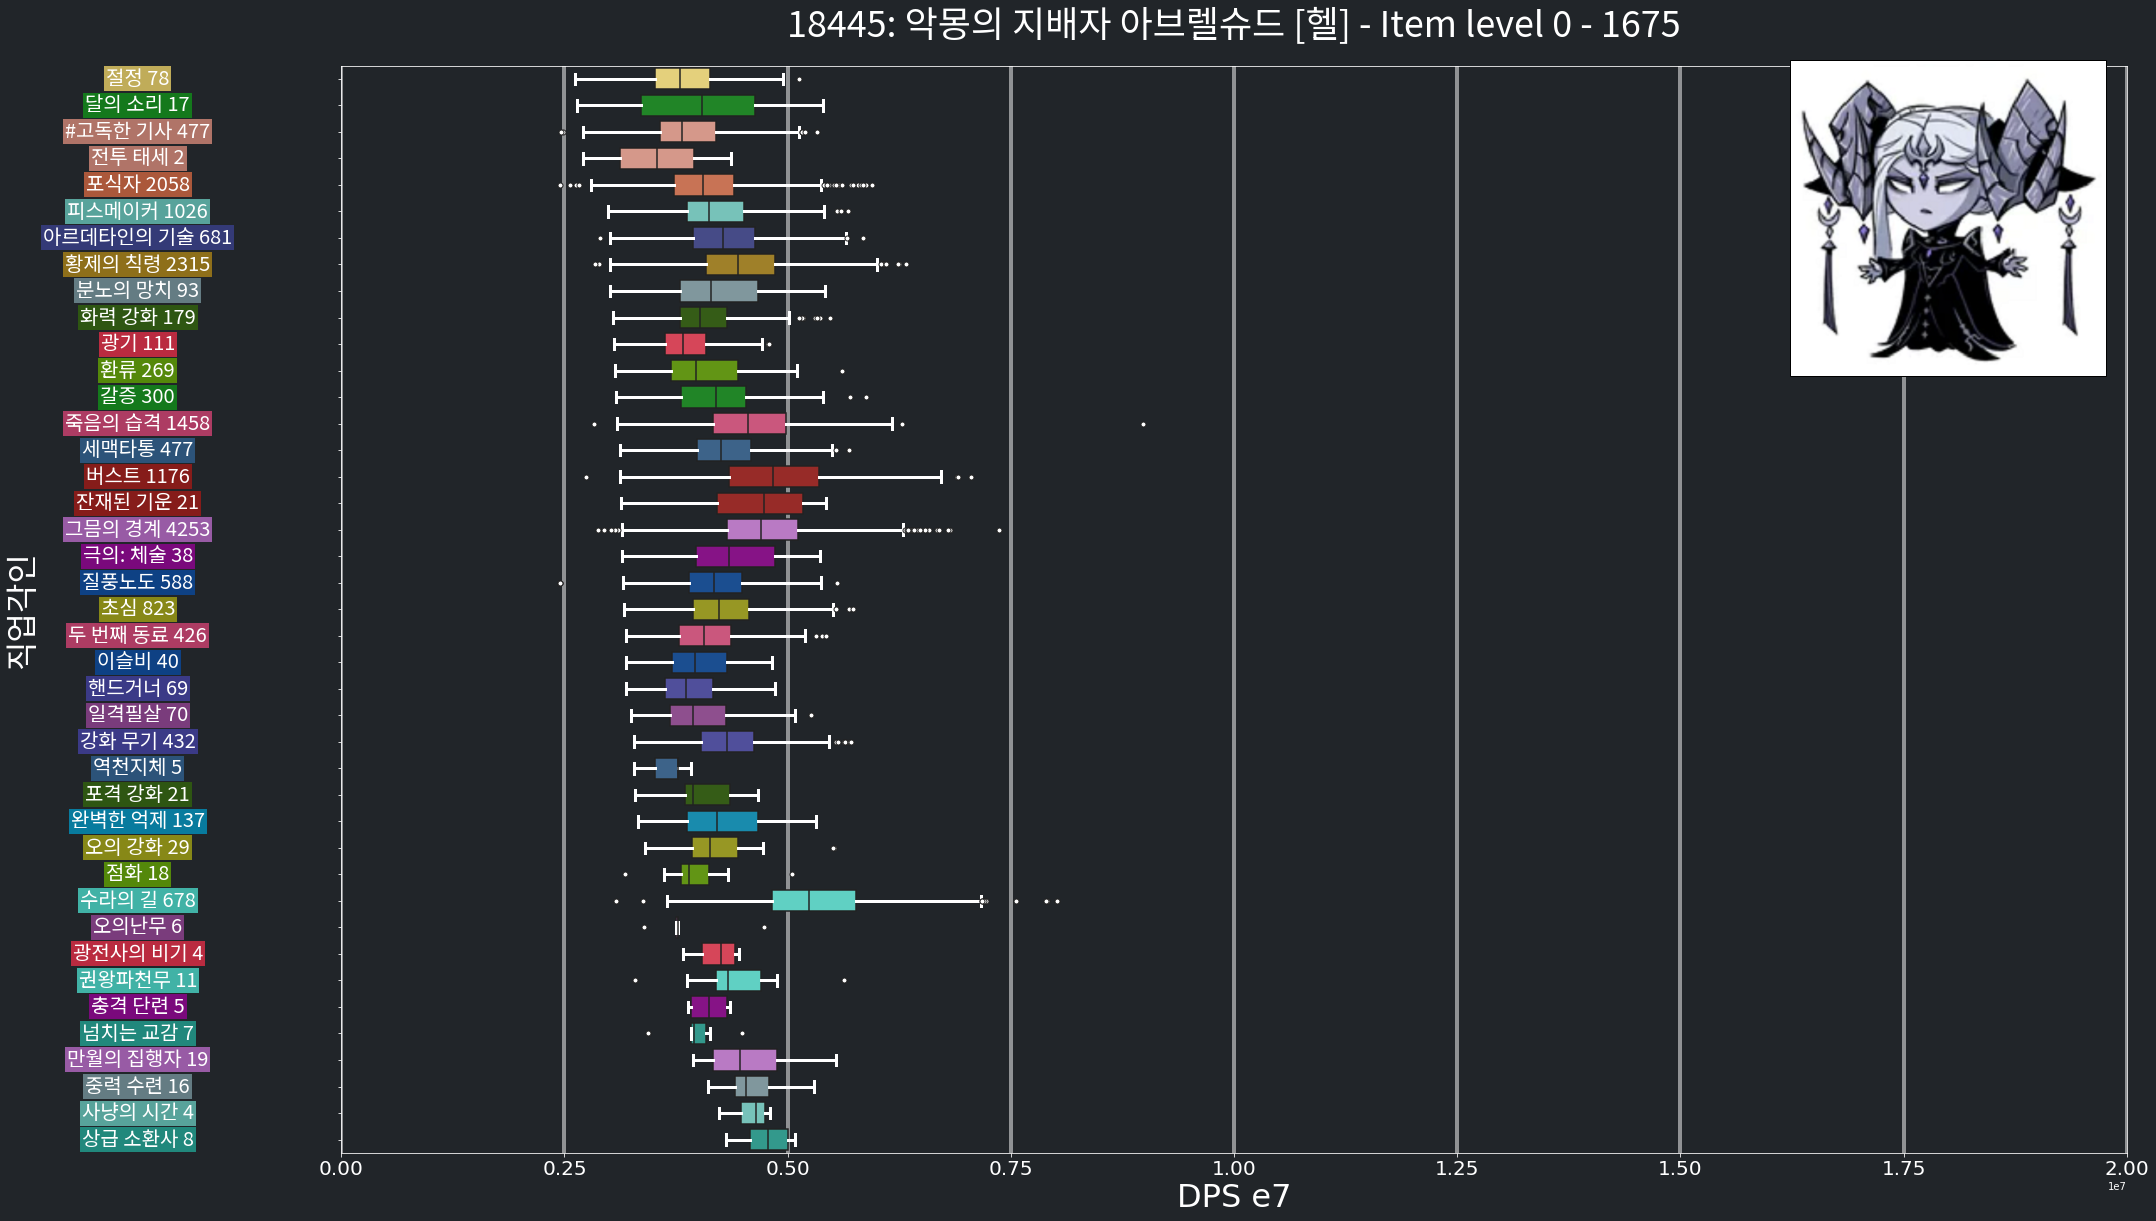 18445: 악몽의 지배자 아브렐슈드 [헬] - Item level 0 - 1675
직업각인
절정 78
달의 소리 17
#고독한 기사 477
전투 태세 2
포식자 2058
피스메이커 1026
아르데타인의 기술 681
황제의 칙령 2315
분노의 망치 93
화력 강화 179
광기 111
환류 269
갈증 300
죽음의 습격 1458
세맥타통 477
버스트 1176
잔재된 기운 21
그믐의 경계 4253
극의: 체술 38
질풍노도 588
초심 823
두 번째 동료 426
이슬비 40
핸드거너 69
일격필살 70
강화 무기 432
역천지체 5
포격 강화 21
완벽한 억제 137
오의 강화 29
점화 18
수라의 길 678
오의난무 6
광전사의 비기 4
권왕파천무 11
충격 단련 5
넘치는 교감 7
만월의 집행자 19
중력 수련 16
사냥의 시간 4
상급 소환사 8
0.00 0.25 0.50 0.75 1.00 1.25 1.50 1.75 2.00
1e7
DPS e7